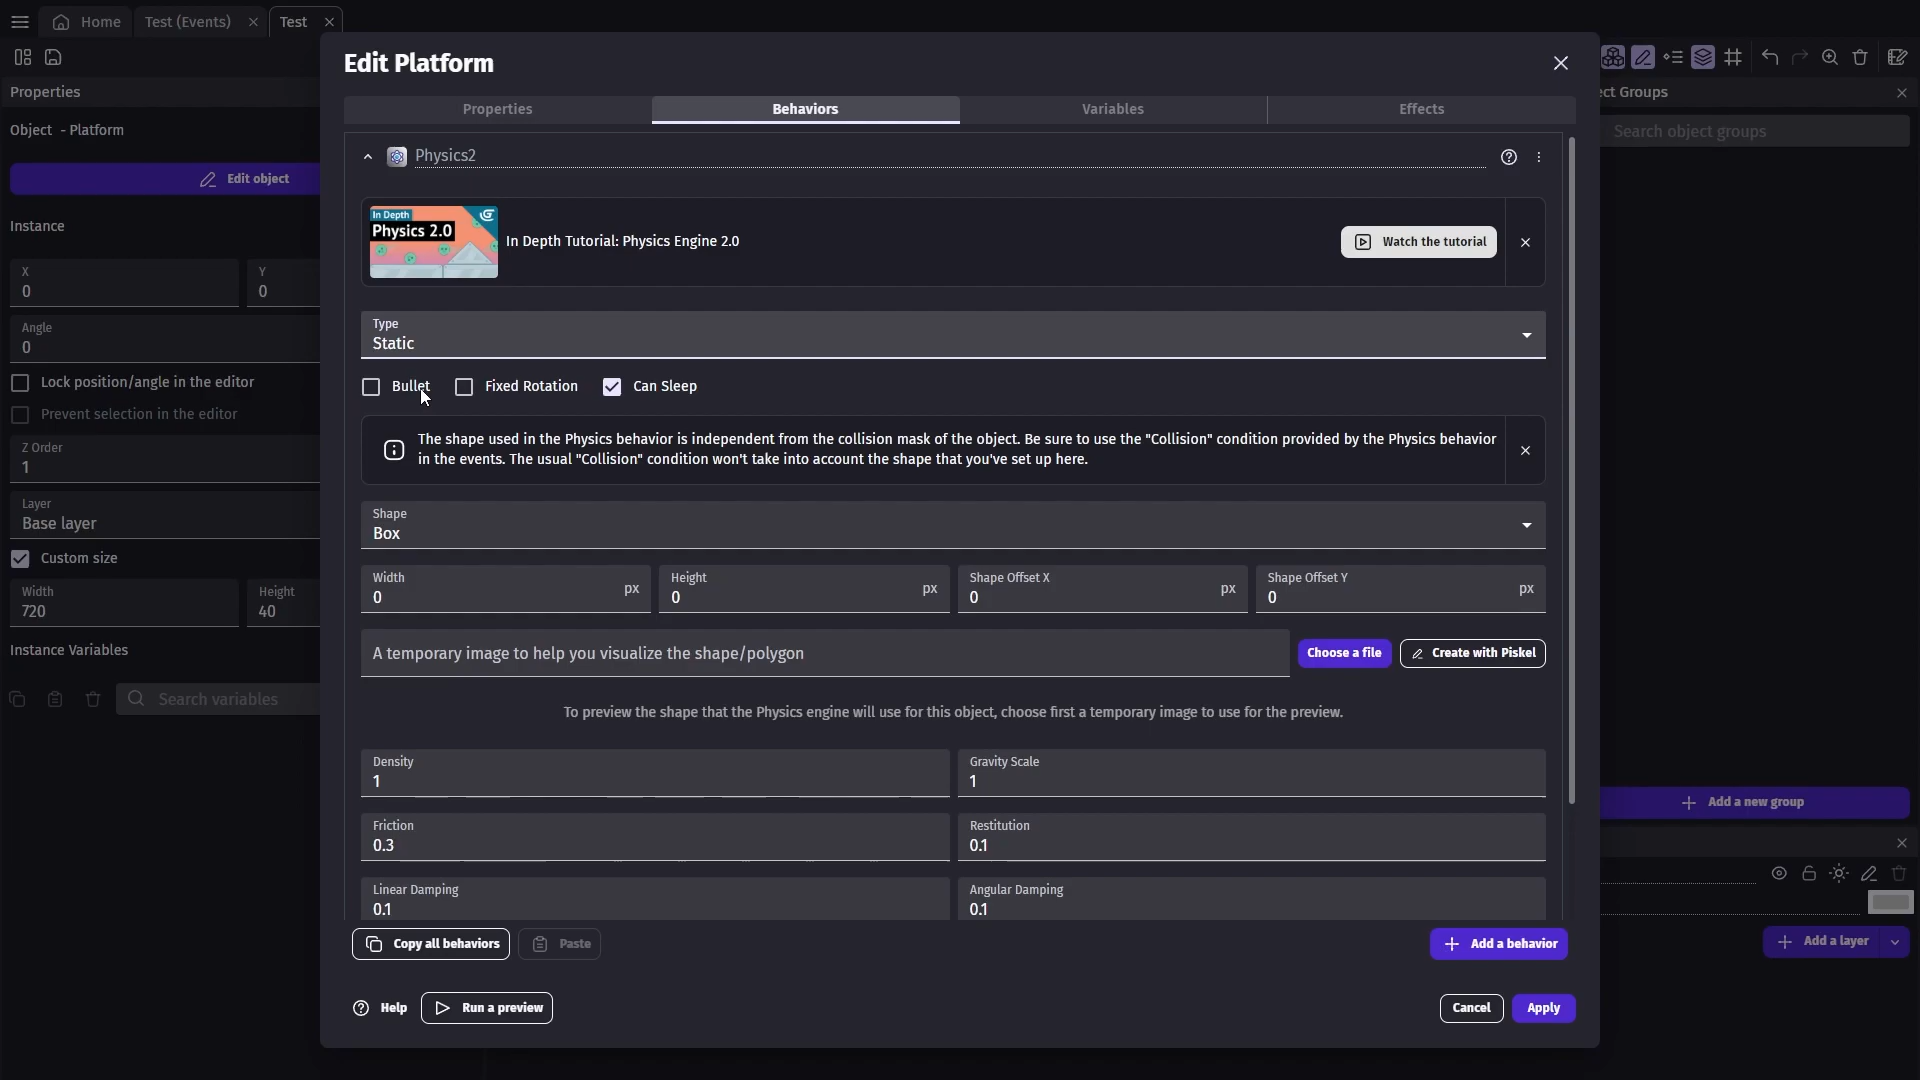 Home
Test (Events)
Test
Edit Platform
Properties
ct Groups
Properties
Behaviors
Variables
Effects
Object - Platform
Search object groups
Physics2
Edit object
In Depth
Physics 2.0
In Depth Tutorial: Physics Engine 2.0
Watch the tutorial
Instance
X
0
Y
0
Angle
0
Type
Static
Lock position/angle in the editor
Bullet
Fixed Rotation
Can Sleep
Prevent selection in the editor
The shape used in the Physics behavior is independent from the collision mask of the object. Be sure to use the "Collision" condition provided by the Physics behavior
in the events. The usual "Collision" condition won't take into account the shape that you've set up here.
Z Order
1
Layer
Base layer
Shape
Box
Custom size
Width
720
Height
40
Width
0 px
Height
0 px
Shape Offset X
0 px
Shape Offset Y
0 px
Instance Variables
A temporary image to help you visualize the shape/polygon
Choose a file
Create with Piskel
Search variables
To preview the shape that the Physics engine will use for this object, choose first a temporary image to use for the preview.
Density
1
Gravity Scale
1
Add a new group
Friction
0.3
Restitution
0.1
Linear Damping
0.1
Angular Damping
0.1
Copy all behaviors
Paste
Add a behavior
Add a layer
Help
Run a preview
Cancel
Apply